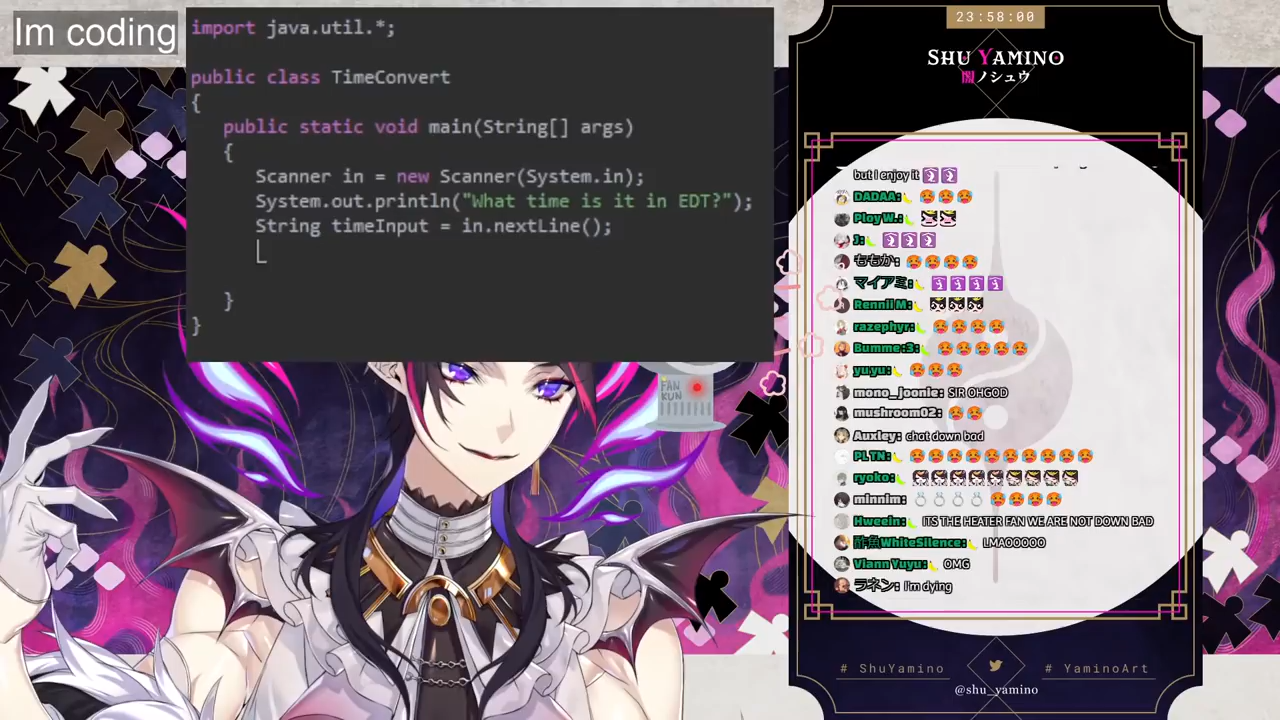 Im coding
import java.util.*;
public class TimeConvert
{
public static void main(String[] args)
{
Scanner in = new Scanner(System.in);
System.out.println("What time is it in EDT?");
String timeInput = in.nextLine();
}
}
FAN
KUN
23:58:00
SHU YAMINO
闇ノシュウ
but I enjoy it
DADAA:
Ploy W.:
J:
ももか:
マイアミ:
Rennii M:
razephyr:
Bumme :3:
yu.yu:
mono_joonie: SIR OHGOD
mushroom02:
Auxley: chat down bad
PL TN:
ryoko:
minnim:
Hweein: ITS THE HEATER FAN WE ARE NOT DOWN BAD
酢魚WhiteSilence: LMAOOOOO
Viann Yuyu: OMG
ラネン: I'm dying
# ShuYamino
# YaminoArt
@shu_yamino